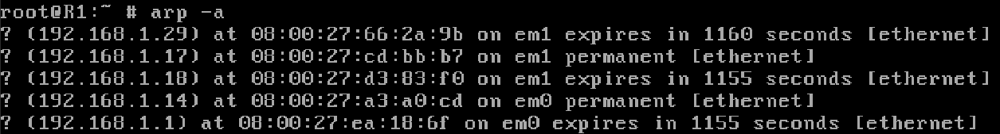 root@R1:~ # arp -a
? (192.168.1.29) at 08:00:27:66:2a:9b on em1 expires in 1160 seconds [ethernet]
? (192.168.1.17) at 08:00:27:cd:bb:b7 on em1 permanent [ethernet]
? (192.168.1.18) at 08:00:27:d3:83:f0 on em1 expires in 1155 seconds [ethernet]
? (192.168.1.14) at 08:00:27:a3:a0:cd on em0 permanent [ethernet]
? (192.168.1.1) at 08:00:27:ea:18:6f on em0 expires in 1155 seconds [ethernet]